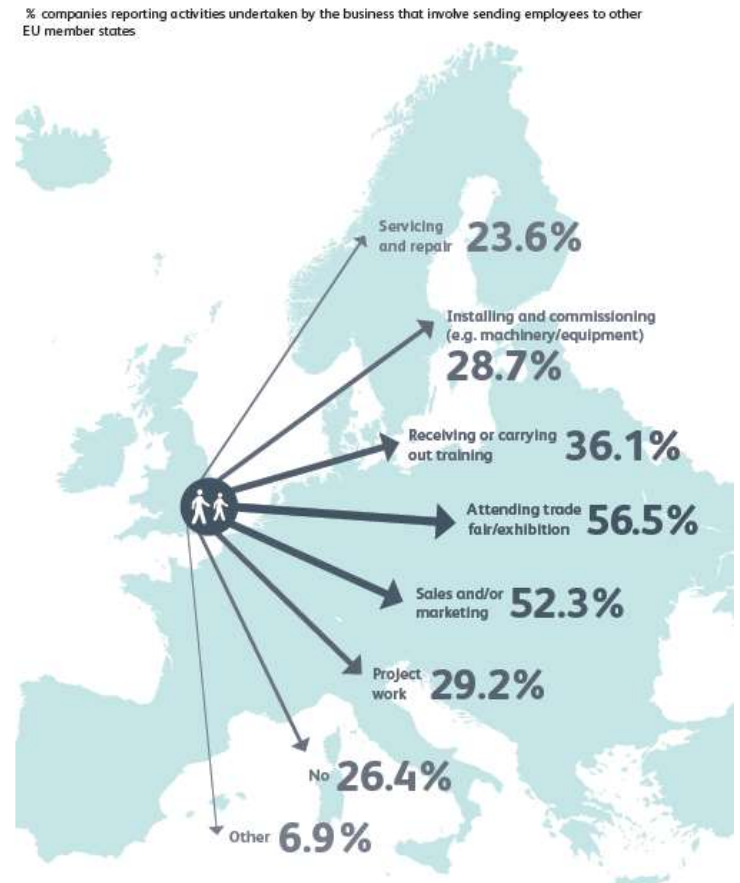 % companies reporting activities undertaken by the business that involve sending employees to other
EU member states
Servicing
and repair 23.6%
Installing and commissioning
(e.g. machinery/equipment)
28.7%
Receiving or carrying
out training 36.1%
Attending trade
fair/exhibition 56.5%
Sales and/or
marketing 52.3%
Project
work 29.2%
No 26.4%
Other 6.9%